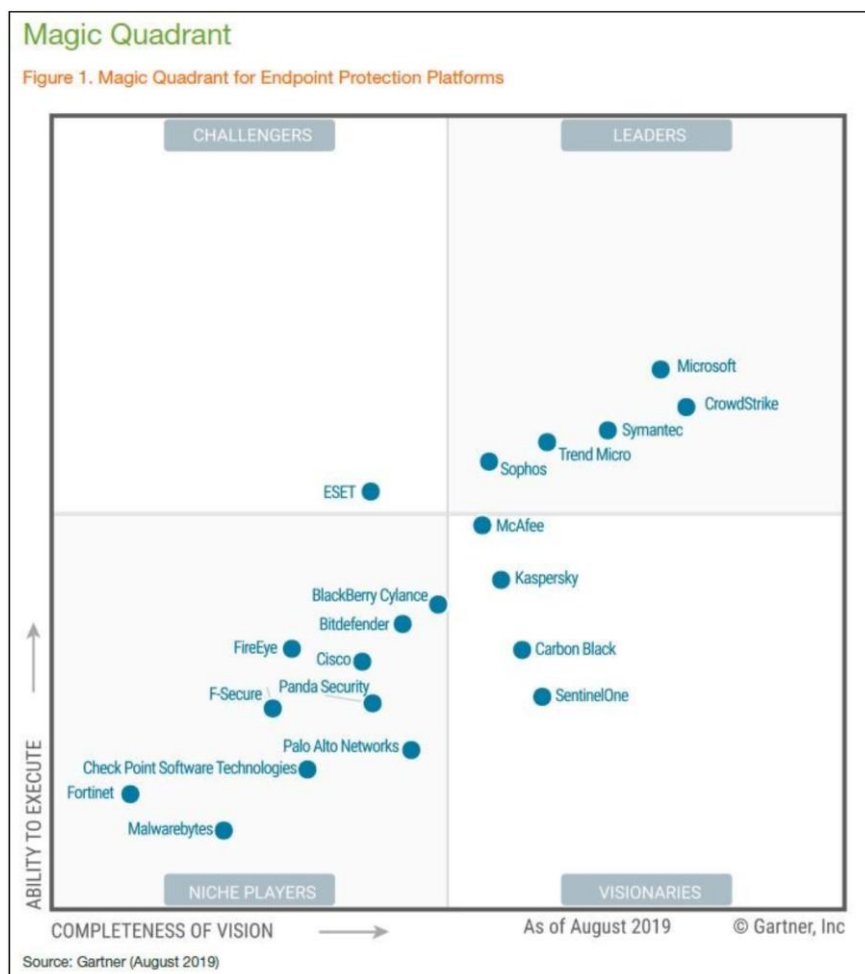 Magic Quadrant
Figure 1. Magic Quadrant for Endpoint Protection Platforms
CHALLENGERS
LEADERS
Microsoft
CrowdStrike
Symantec
Trend Micro
Sophos
ESET
McAfee
Kaspersky
BlackBerry Cylance
Bitdefender
FireEye
Cisco
Carbon Black
F-Secure
Panda Security
SentinelOne
Palo Alto Networks
Check Point Software Technologies
Fortinet
Malwarebytes
ABILITY TO EXECUTE
NICHE PLAYERS
VISIONARIES
COMPLETENESS OF VISION
As of August 2019
© Gartner, Inc
Source: Gartner (August 2019)